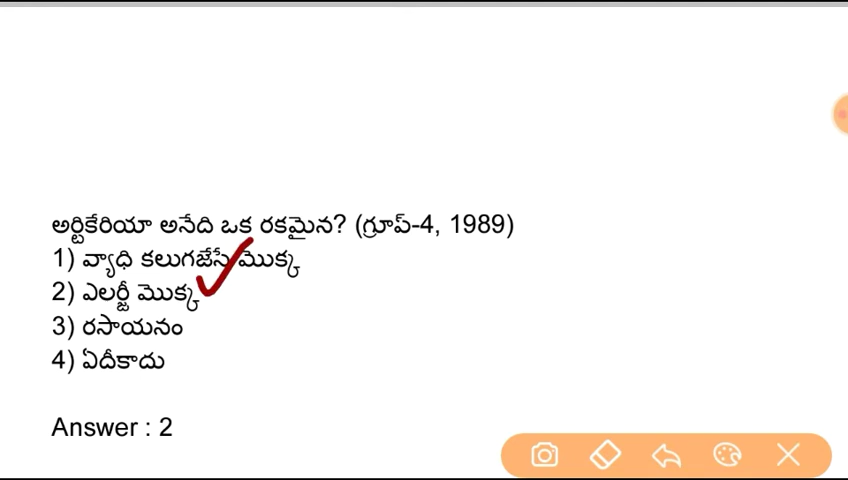 అర్టికేరియా అనేది ఒక రకమైన? (గ్రూప్-4, 1989)
1) వ్యాధి కలుగజేసే మొక్క
2) ఎలర్జీ మొక్క
3) రసాయనం
4) ఏదీకాదు
Answer : 2